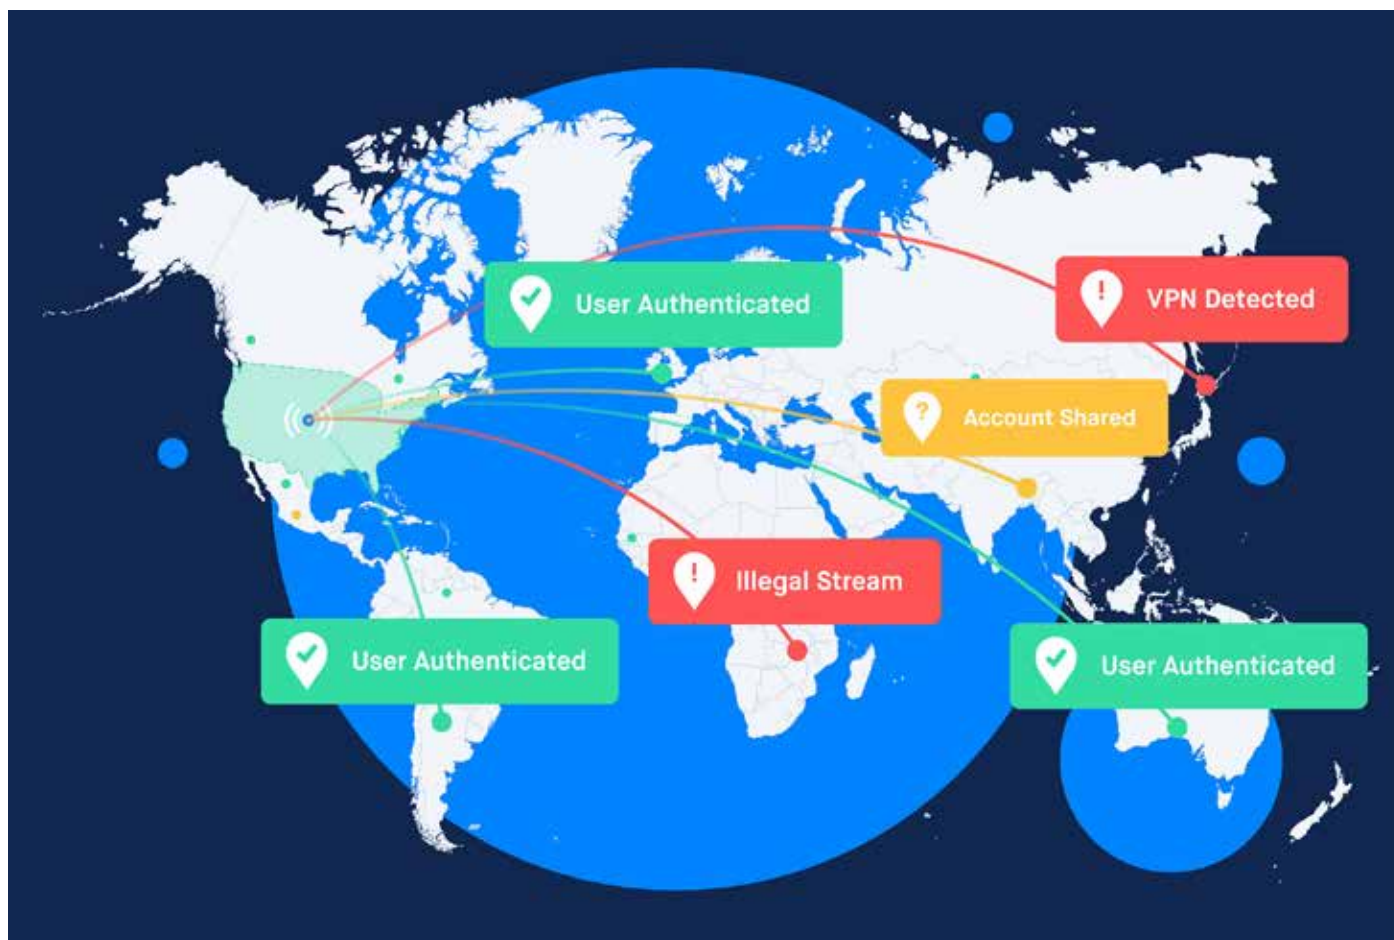 User Authenticated
VPN Detected
Account Shared
Illegal Stream
User Authenticated
User Authenticated